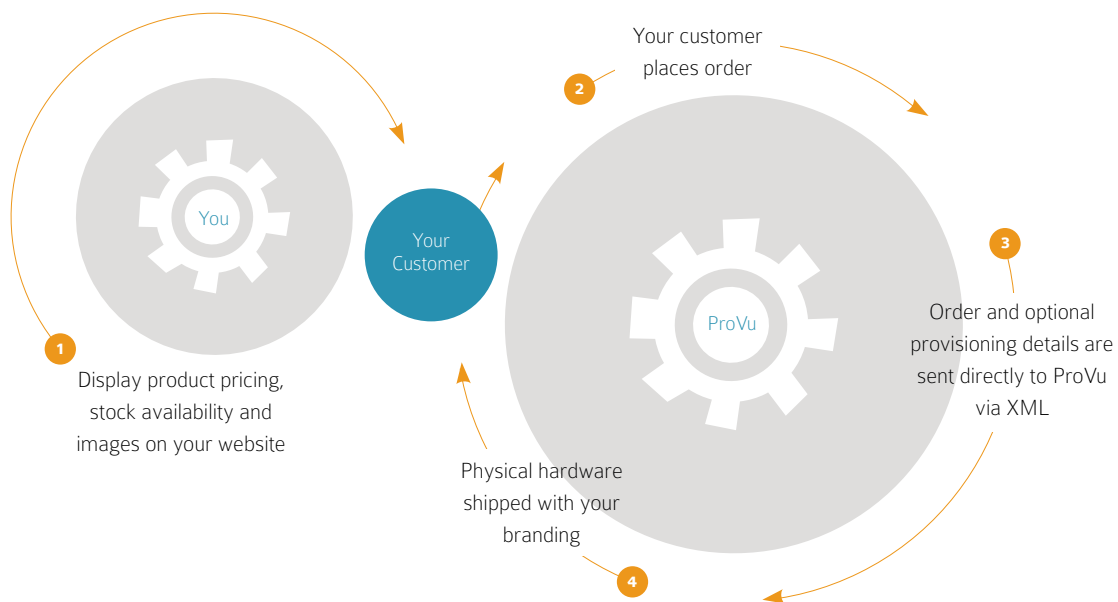 You
Your
Customer
ProVu
1
Display product pricing,
stock availability and
images on your website
2
Your customer
places order
3
Order and optional
provisioning details are
sent directly to ProVu
via XML
4
Physical hardware
shipped with your
branding